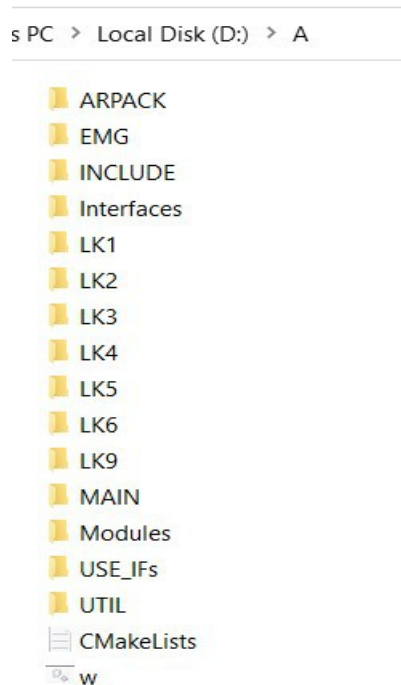 s PC > Local Disk (D:) > A
ARPACK
EMG
INCLUDE
Interfaces
LK1
LK2
LK3
LK4
LK5
LK6
LK9
MAIN
Modules
USE_IFs
UTIL
CMakeLists
w